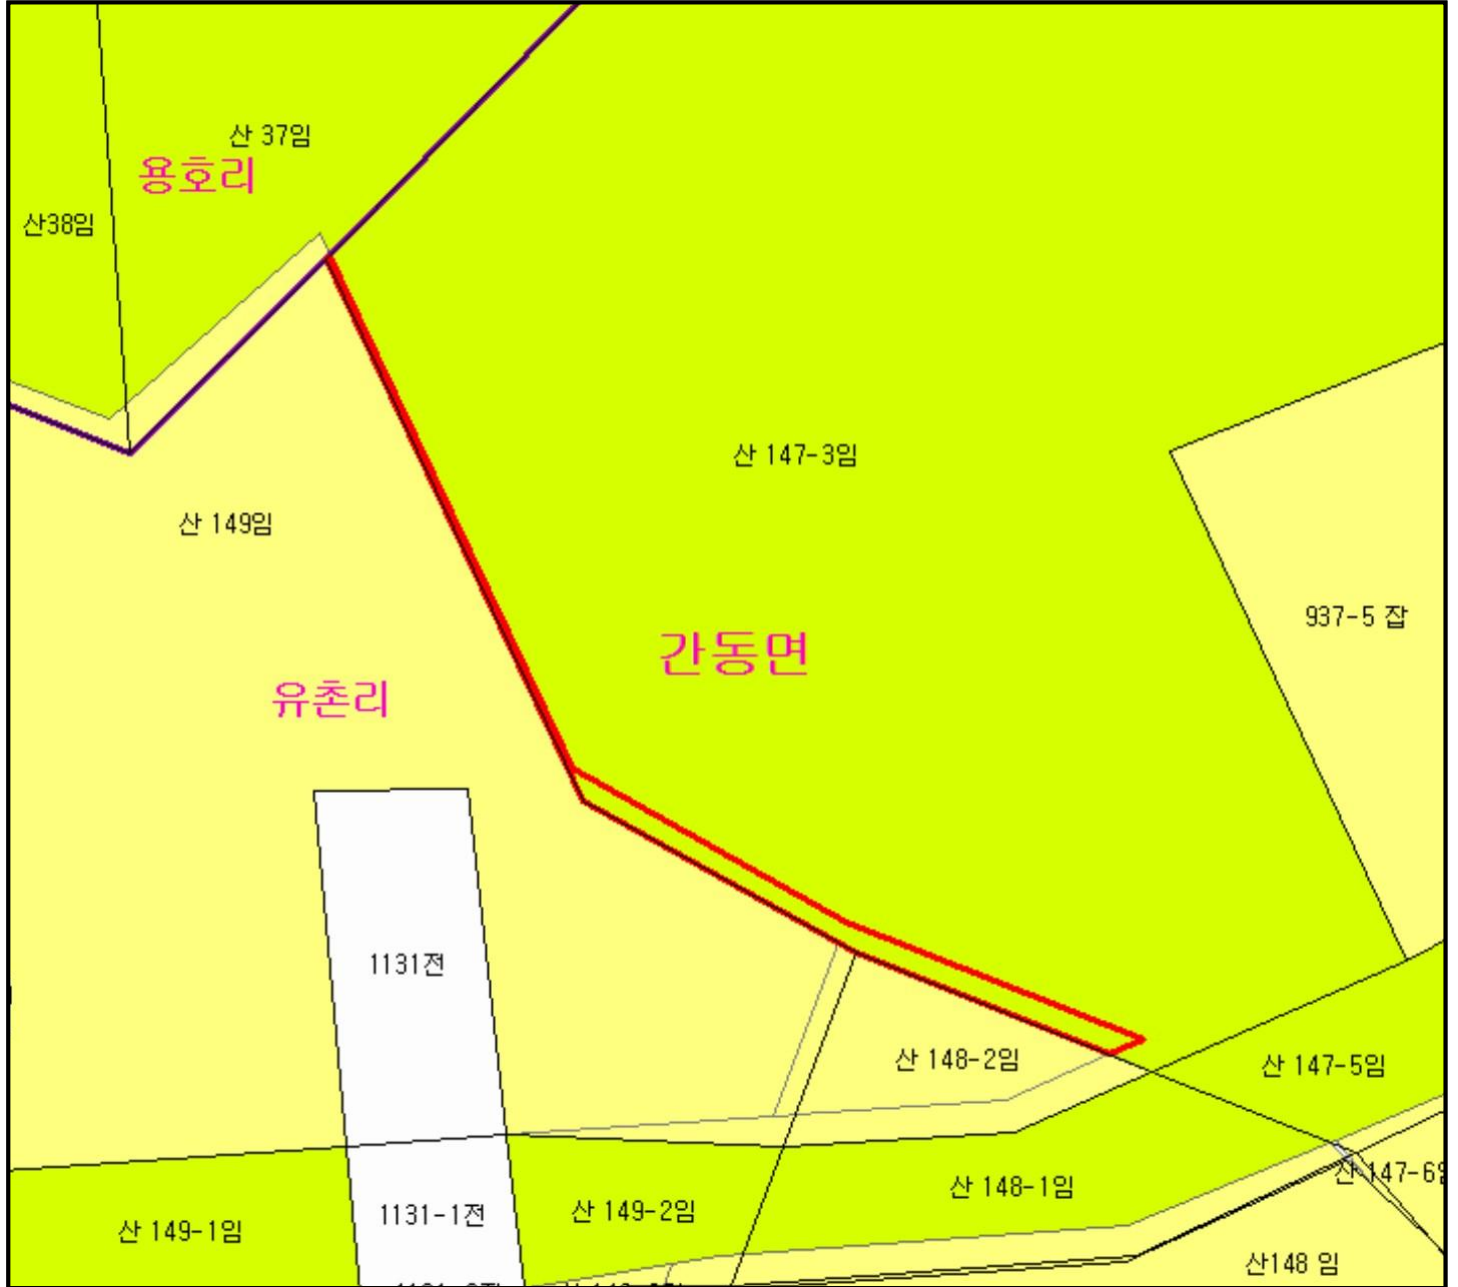 산 37임
용호리
산38임
산 147-3임
산 149임
937-5 잡
간동면
유촌리
1131전
산 148-2임
산 147-5임
산 147-6임
산 148-1임
산 149-2임
1131-1전
산 149-1임
산148 임